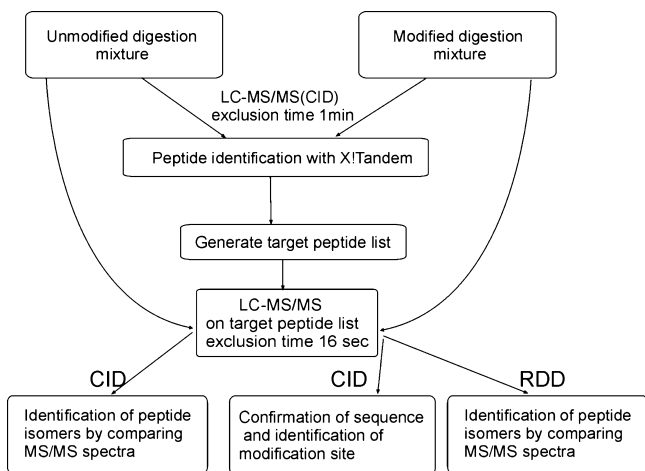 Unmodified digestion
mixture
Modified digestion
mixture
LC-MS/MS(CID)
exclusion time 1min
Peptide identification with X!Tandem
Generate target peptide list
LC-MS/MS
on target peptide list
exclusion time 16 sec
CID
CID
RDD
Identification of peptide
isomers by comparing
MS/MS spectra
Confirmation of sequence
and identification of
modification site
Identification of peptide
isomers by comparing
MS/MS spectra